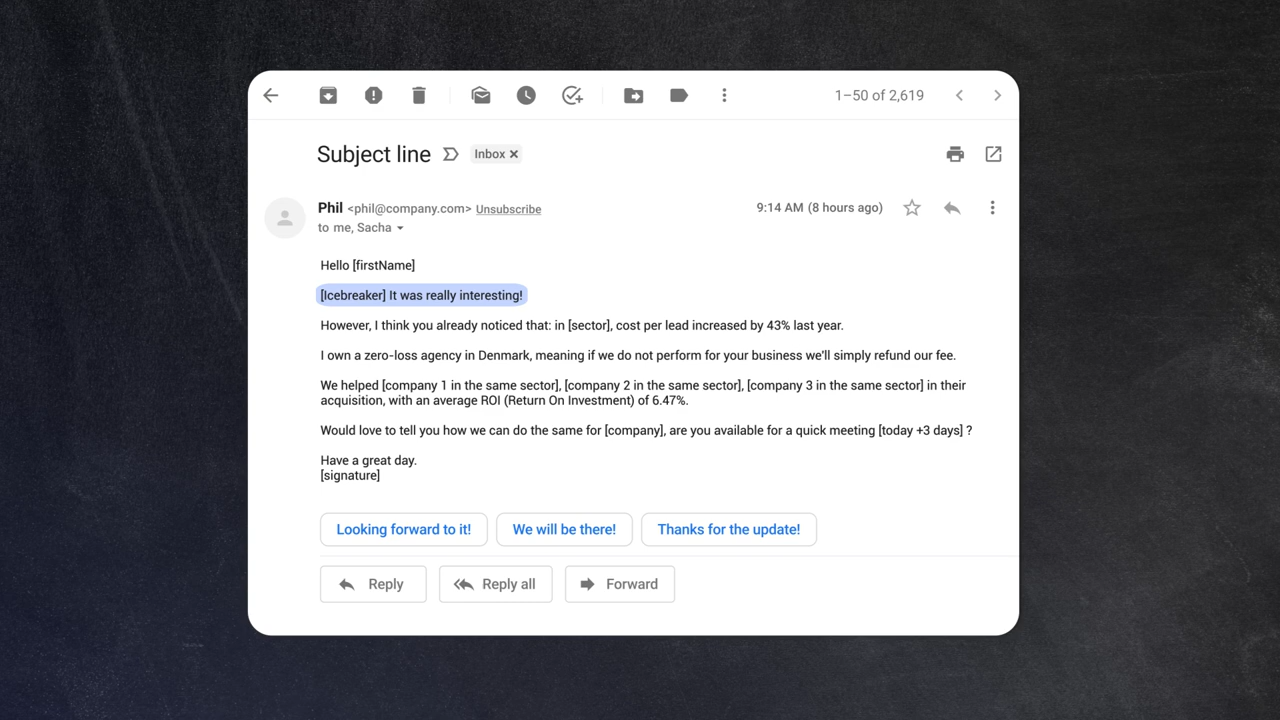 1–50 of 2,619
Subject line
Inbox
Phil <phil@company.com> Unsubscribe
9:14 AM (8 hours ago)
to me, Sacha
Hello [firstName]
[Icebreaker] It was really interesting!
However, I think you already noticed that: in [sector], cost per lead increased by 43% last year.
I own a zero-loss agency in Denmark, meaning if we do not perform for your business we'll simply refund our fee.
We helped [company 1 in the same sector], [company 2 in the same sector], [company 3 in the same sector] in their
acquisition, with an average ROI (Return On Investment) of 6.47%.
Would love to tell you how we can do the same for [company], are you available for a quick meeting [today +3 days] ?
Have a great day.
[signature]
Looking forward to it!
We will be there!
Thanks for the update!
Reply
Reply all
Forward